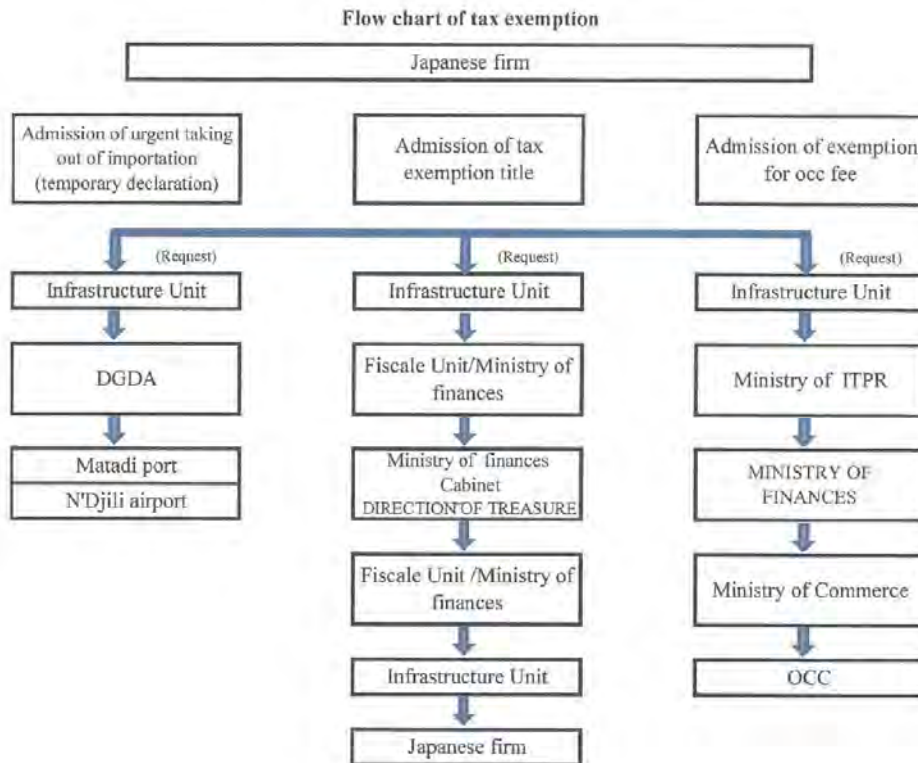 Flow chart of tax exemption
Japanese firm
Admission of urgent taking
out of importation
(temporary declaration)
Admission of tax
exemption title
Admission of exemption
for occ fee
(Request)
(Request)
(Request)
Infrastructure Unit
Infrastructure Unit
Infrastructure Unit
DGDA
Fiscale Unit/Ministry of
finances
Ministry of ITPR
Matadi port
N'Djili airport
Ministry of finances
Cabinet
DIRECTION OF TREASURE
MINISTRY OF
FINANCES
Fiscale Unit /Ministry of
finances
Ministry of Commerce
Infrastructure Unit
OCC
Japanese firm